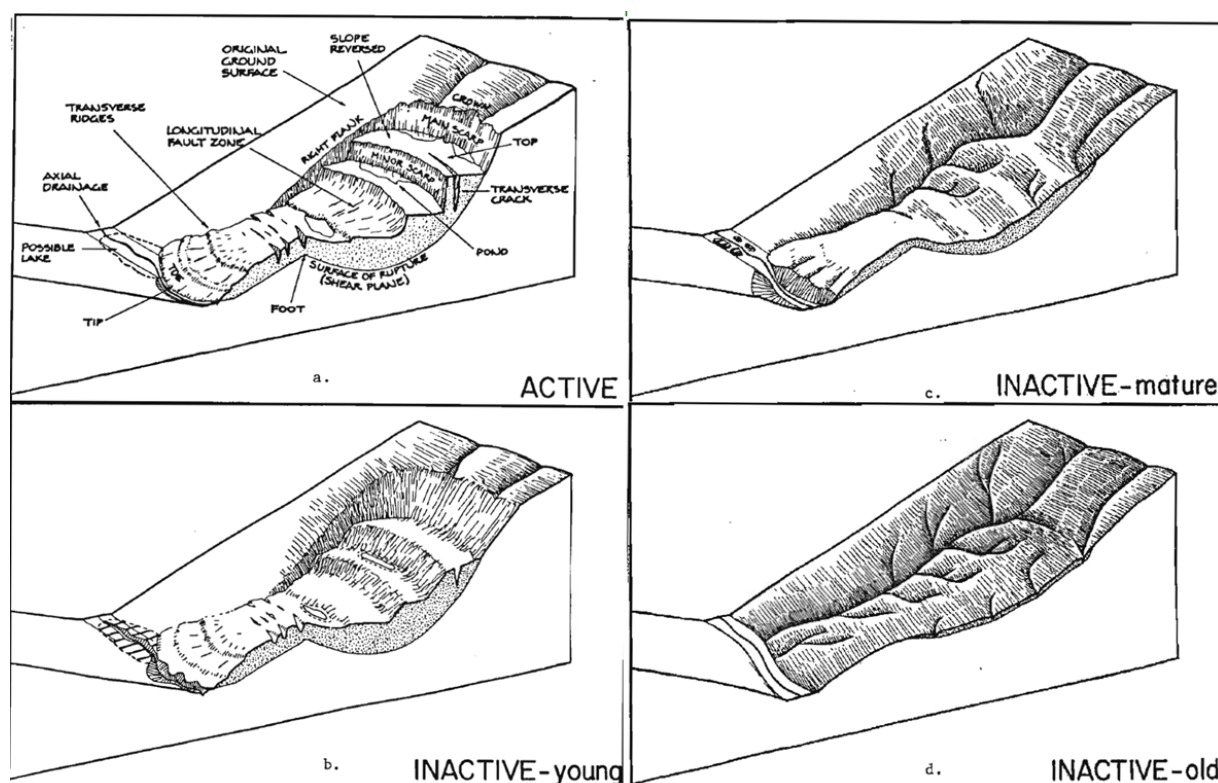 ORIGINAL
GROUND
SURFACE
SLOPE
REVERSED
TRANSVERSE
RIDGES
LONGITUDINAL
FAULT ZONE
RIGHT FLANK
CROWN
MAIN SCARP
TOP
MINOR SCARP
AXIAL
DRAINAGE
TRANSVERSE
CRACK
POSSIBLE
LAKE
POND
TOE
SURFACE OF RUPTURE
(SHEAR PLANE)
FOOT
TIP
a.
ACTIVE
c.
INACTIVE-mature
b.
INACTIVE-young
d.
INACTIVE-old